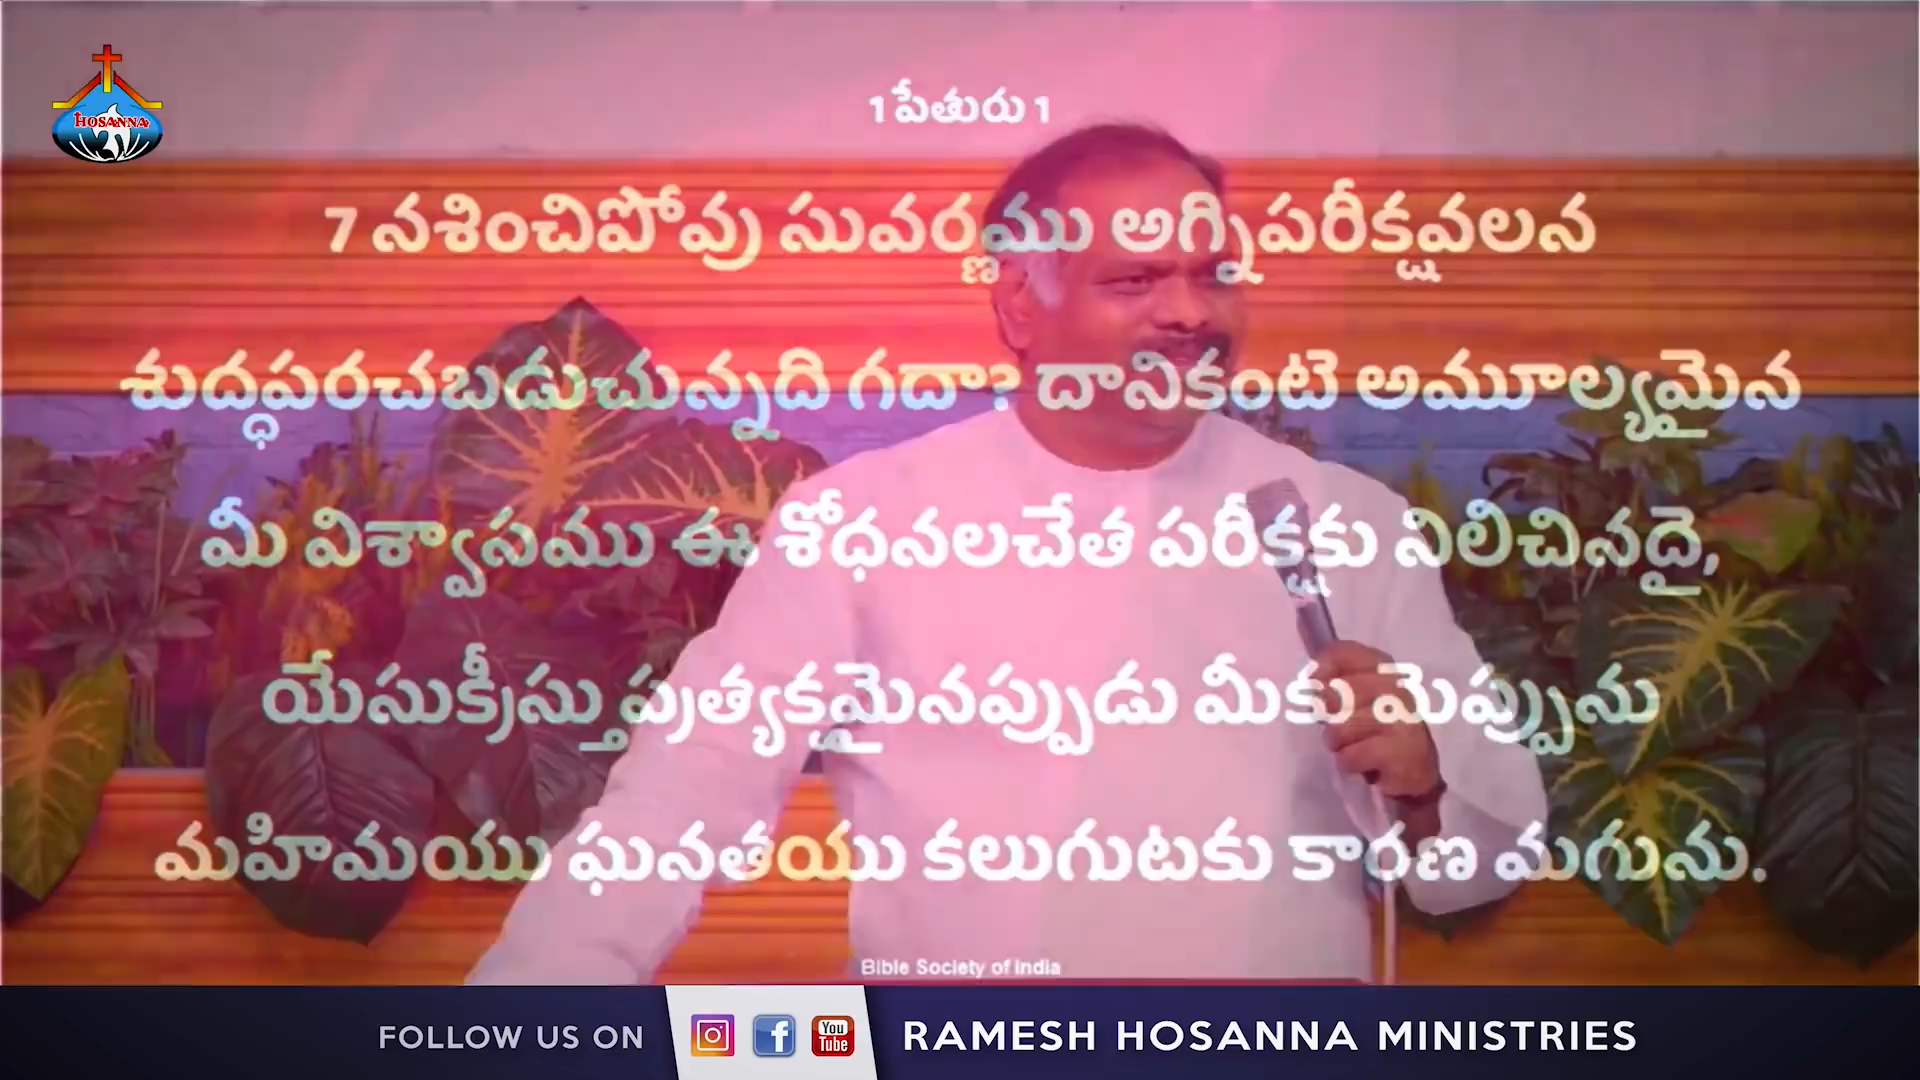 HOSANNA
1 పేతురు 1
7 నశించిపోవు సువర్ణము అగ్నిపరీక్షవలన
శుద్ధపరచబడుచున్నది గదా? దానికంటె అమూల్యమైన
మీ విశ్వాసము ఈ శోధనలచేత పరీక్షకు నిలిచినదై,
యేసుక్రీస్తు ప్రత్యక్షమైనప్పుడు మీకు మెప్పును
మహిమయు ఘనతయు కలుగుటకు కారణ మగును.
Bible Society of India
FOLLOW US ON You Tube RAMESH HOSANNA MINISTRIES